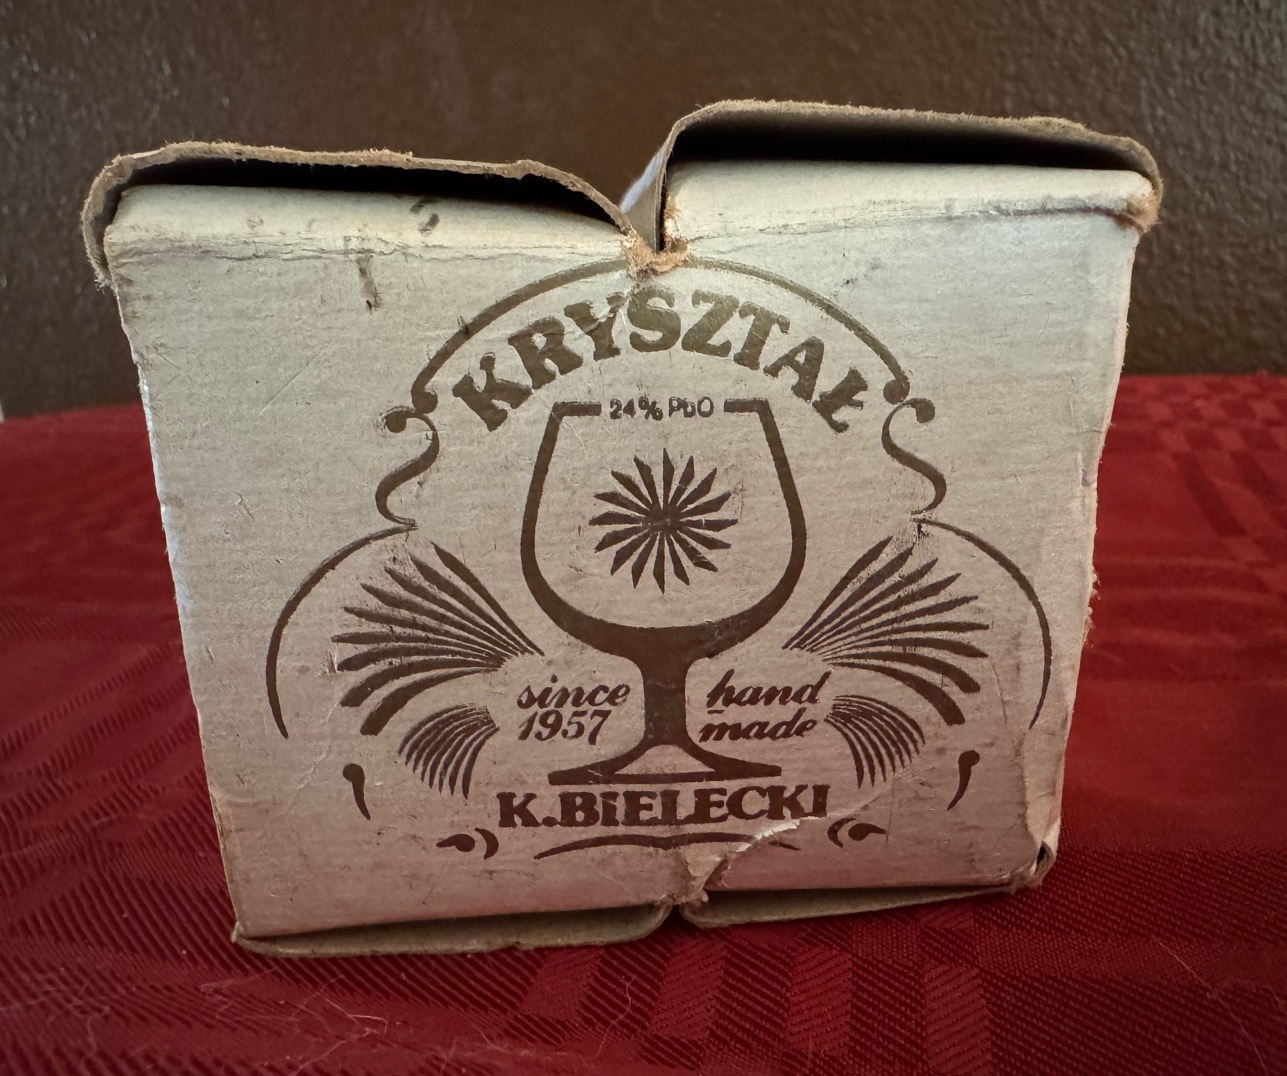 KRYSZTAŁ
24% PbO
since
1957
hand
made
K.BiELECKI